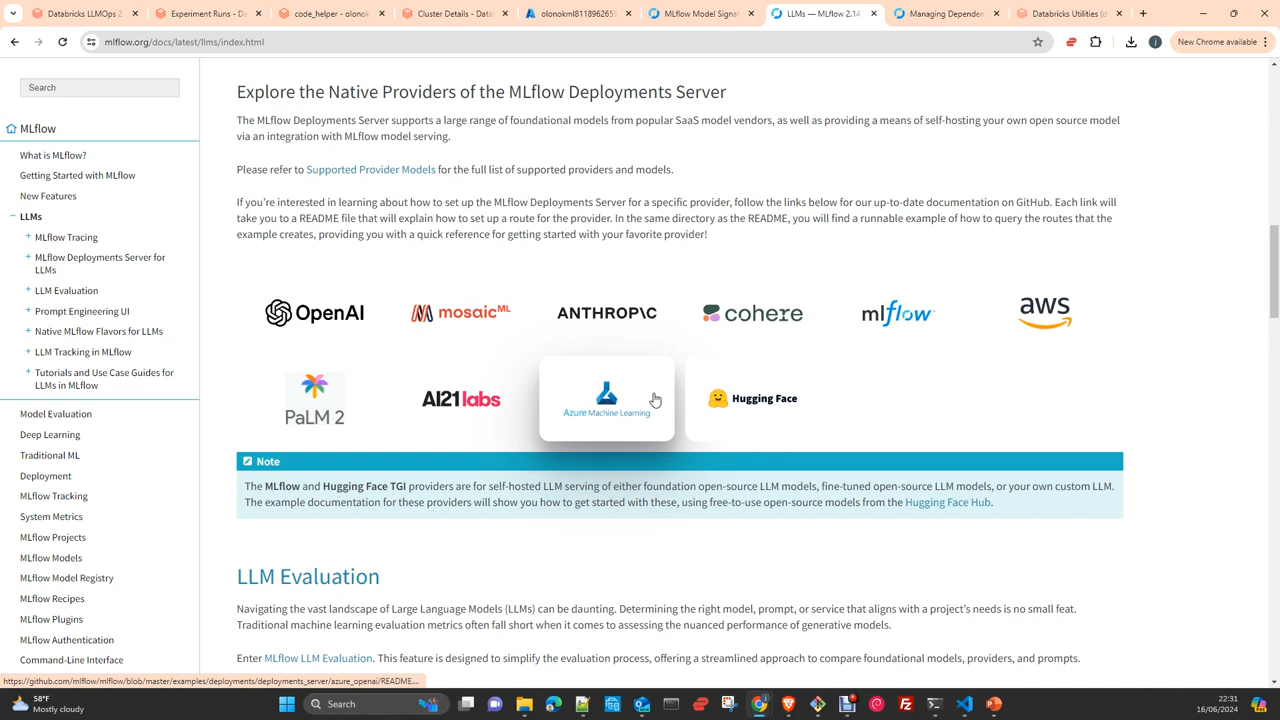 Databricks LLMOps 2
Experiment Runs - Da
code_helper - olonok
Cluster Details - Datal
olonokml8118962659
MLflow Model Signat
LLMs — MLflow 2.14
Managing Dependen
Databricks Utilities (d
mlflow.org/docs/latest/llms/index.html
New Chrome available
Search
MLflow
What is MLflow?
Getting Started with MLflow
New Features
LLMs
MLflow Tracing
MLflow Deployments Server for
LLMs
LLM Evaluation
Prompt Engineering UI
Native MLflow Flavors for LLMs
LLM Tracking in MLflow
Tutorials and Use Case Guides for
LLMs in MLflow
Model Evaluation
Deep Learning
Traditional ML
Deployment
MLflow Tracking
System Metrics
MLflow Projects
MLflow Models
MLflow Model Registry
MLflow Recipes
MLflow Plugins
MLflow Authentication
Command-Line Interface
Explore the Native Providers of the MLflow Deployments Server
The MLflow Deployments Server supports a large range of foundational models from popular SaaS model vendors, as well as providing a means of self-hosting your own open source model
via an integration with MLflow model serving.
Please refer to Supported Provider Models for the full list of supported providers and models.
If you're interested in learning about how to set up the MLflow Deployments Server for a specific provider, follow the links below for our up-to-date documentation on GitHub. Each link will
take you to a README file that will explain how to set up a route for the provider. In the same directory as the README, you will find a runnable example of how to query the routes that the
example creates, providing you with a quick reference for getting started with your favorite provider!
OpenAI
mosaicML
ANTHROP\C
cohere
mlflow
aws
PaLM 2
AI21labs
Azure Machine Learning
Hugging Face
Note
The MLflow and Hugging Face TGI providers are for self-hosted LLM serving of either foundation open-source LLM models, fine-tuned open-source LLM models, or your own custom LLM.
The example documentation for these providers will show you how to get started with these, using free-to-use open-source models from the Hugging Face Hub.
LLM Evaluation
Navigating the vast landscape of Large Language Models (LLMs) can be daunting. Determining the right model, prompt, or service that aligns with a project's needs is no small feat.
Traditional machine learning evaluation metrics often fall short when it comes to assessing the nuanced performance of generative models.
Enter MLflow LLM Evaluation. This feature is designed to simplify the evaluation process, offering a streamlined approach to compare foundational models, providers, and prompts.
https://github.com/mlflow/mlflow/blob/master/examples/deployments/deployments_server/azure_openai/README....
58°F
Mostly cloudy
Search
22:31
16/06/2024